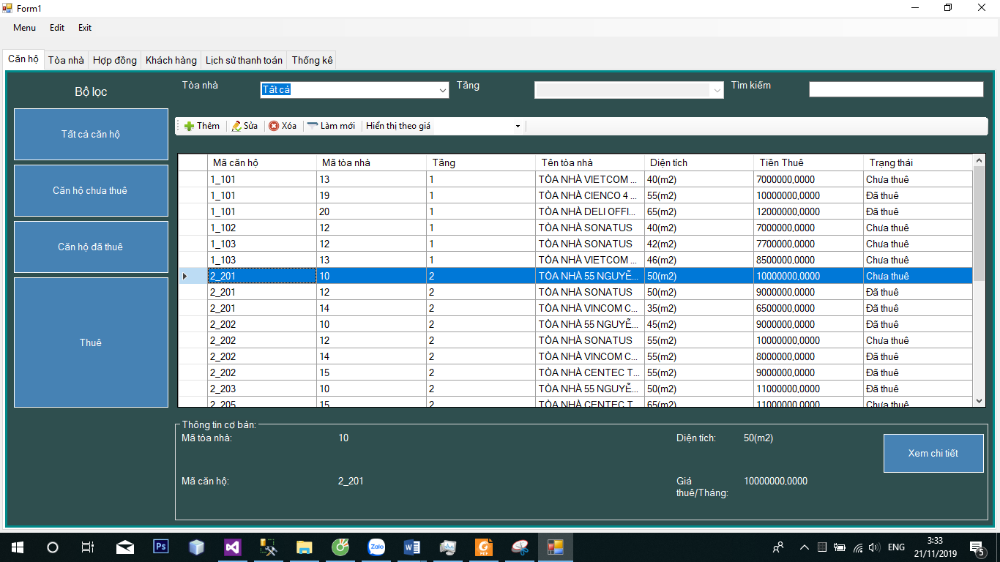 Form1
Menu Edit Exit
Căn hộ Tòa nhà Hợp đồng Khách hàng Lịch sử thanh toán Thống kê
Bộ lọc
Tất cả căn hộ
Căn hộ chưa thuê
Căn hộ đã thuê
Thuê
Tòa nhà Tất cả Tầng Tìm kiếm
Thêm Sửa Xóa Làm mới Hiển thị theo giá
Mã căn hộ Mã tòa nhà Tầng Tên tòa nhà Diện tích Tiền Thuê Trạng thái
1_101 13 1 TÒA NHÀ VIETCOM ... 40(m2) 7000000,0000 Chưa thuê
1_101 19 1 TÒA NHÀ CIENCO 4 ... 55(m2) 10000000,0000 Đã thuê
1_101 20 1 TÒA NHÀ DELI OFFI... 65(m2) 12000000,0000 Đã thuê
1_102 12 1 TÒA NHÀ SONATUS 40(m2) 7000000,0000 Chưa thuê
1_103 12 1 TÒA NHÀ SONATUS 42(m2) 7700000,0000 Chưa thuê
1_103 13 1 TÒA NHÀ VIETCOM ... 46(m2) 8500000,0000 Chưa thuê
2_201 10 2 TÒA NHÀ 55 NGUYỄ... 50(m2) 10000000,0000 Chưa thuê
2_201 12 2 TÒA NHÀ SONATUS 50(m2) 9000000,0000 Đã thuê
2_201 14 2 TÒA NHÀ VINCOM C... 35(m2) 6500000,0000 Đã thuê
2_202 10 2 TÒA NHÀ 55 NGUYỄ... 45(m2) 9000000,0000 Đã thuê
2_202 12 2 TÒA NHÀ SONATUS 55(m2) 10000000,0000 Chưa thuê
2_202 14 2 TÒA NHÀ VINCOM C... 55(m2) 8000000,0000 Đã thuê
2_202 15 2 TÒA NHÀ CENTEC T... 55(m2) 9000000,0000 Đã thuê
2_203 10 2 TÒA NHÀ 55 NGUYỄ... 50(m2) 11000000,0000 Đã thuê
2_205 15 2 TÒA NHÀ CENTEC T... 65(m2) 11000000,0000 Chưa thuê
Thông tin cơ bản:
Mã tòa nhà: 10 Diện tích: 50(m2)
Xem chi tiết
Mã căn hộ: 2_201 Giá
thuê/Tháng: 10000000,0000
Ps Zalo PDF ENG 3:33
21/11/2019 5